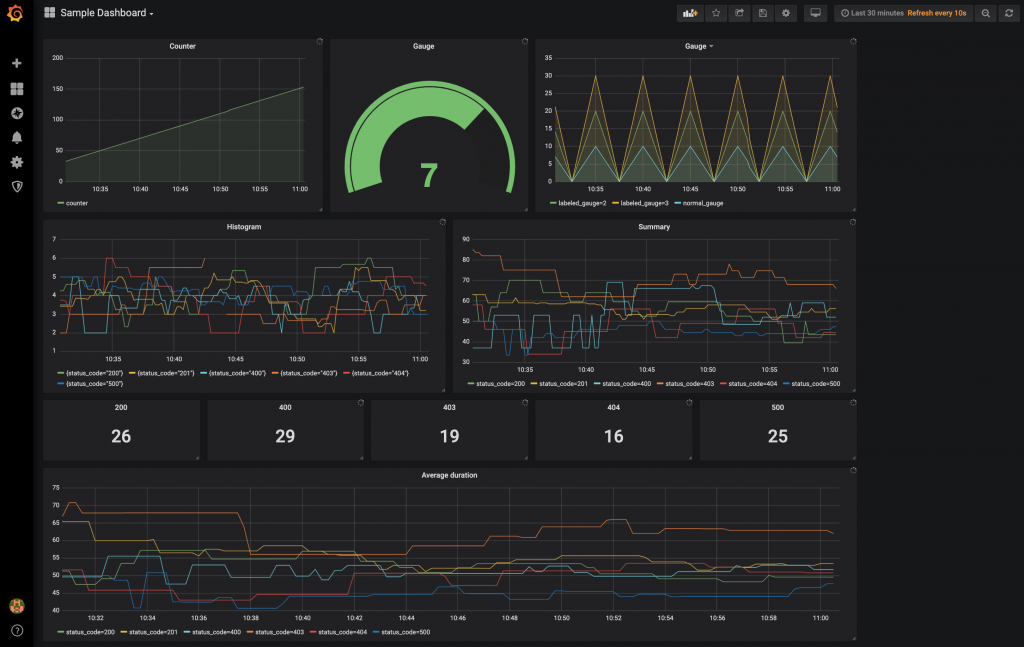 Sample Dashboard
Last 30 minutes Refresh every 10s
Counter
200
150
100
50
0
10:35 10:40 10:45 10:50 10:55 11:00
counter
Gauge
7
Gauge
35
30
25
20
15
10
5
0
10:35 10:40 10:45 10:50 10:55 11:00
labeled_gauge=2 labeled_gauge=3 normal_gauge
Histogram
7
6
5
4
3
2
1
10:35 10:40 10:45 10:50 10:55 11:00
{status_code="200"} {status_code="201"} {status_code="400"} {status_code="403"} {status_code="404"}
{status_code="500"}
Summary
90
80
70
60
50
40
30
10:35 10:40 10:45 10:50 10:55 11:00
status_code=200 status_code=201 status_code=400 status_code=403 status_code=404 status_code=500
200
26
400
29
403
19
404
16
500
25
Average duration
75
70
65
60
55
50
45
40
10:32 10:34 10:36 10:38 10:40 10:42 10:44 10:46 10:48 10:50 10:52 10:54 10:56 10:58 11:00
status_code=200 status_code=201 status_code=400 status_code=403 status_code=404 status_code=500
?